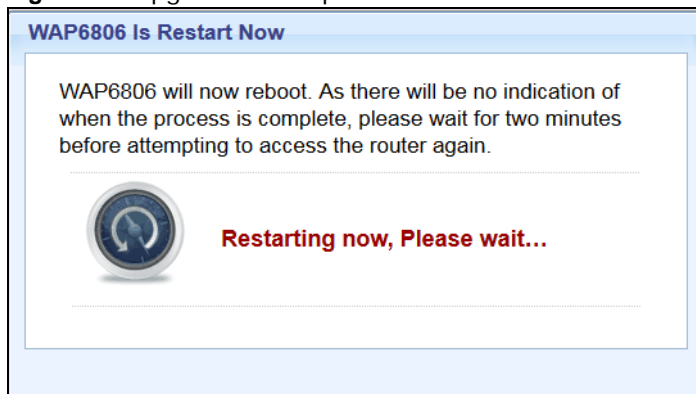 WAP6806 Is Restart Now
WAP6806 will now reboot. As there will be no indication of
when the process is complete, please wait for two minutes
before attempting to access the router again.
Restarting now, Please wait…